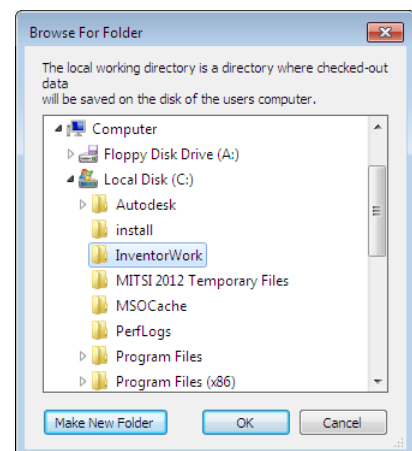 Browse For Folder
The local working directory is a directory where checked-out
data
will be saved on the disk of the users computer.
Computer
Floppy Disk Drive (A:)
Local Disk (C:)
Autodesk
install
InventorWork
MITSI 2012 Temporary Files
MSOCache
PerfLogs
Program Files
Program Files (x86)
Make New Folder OK Cancel